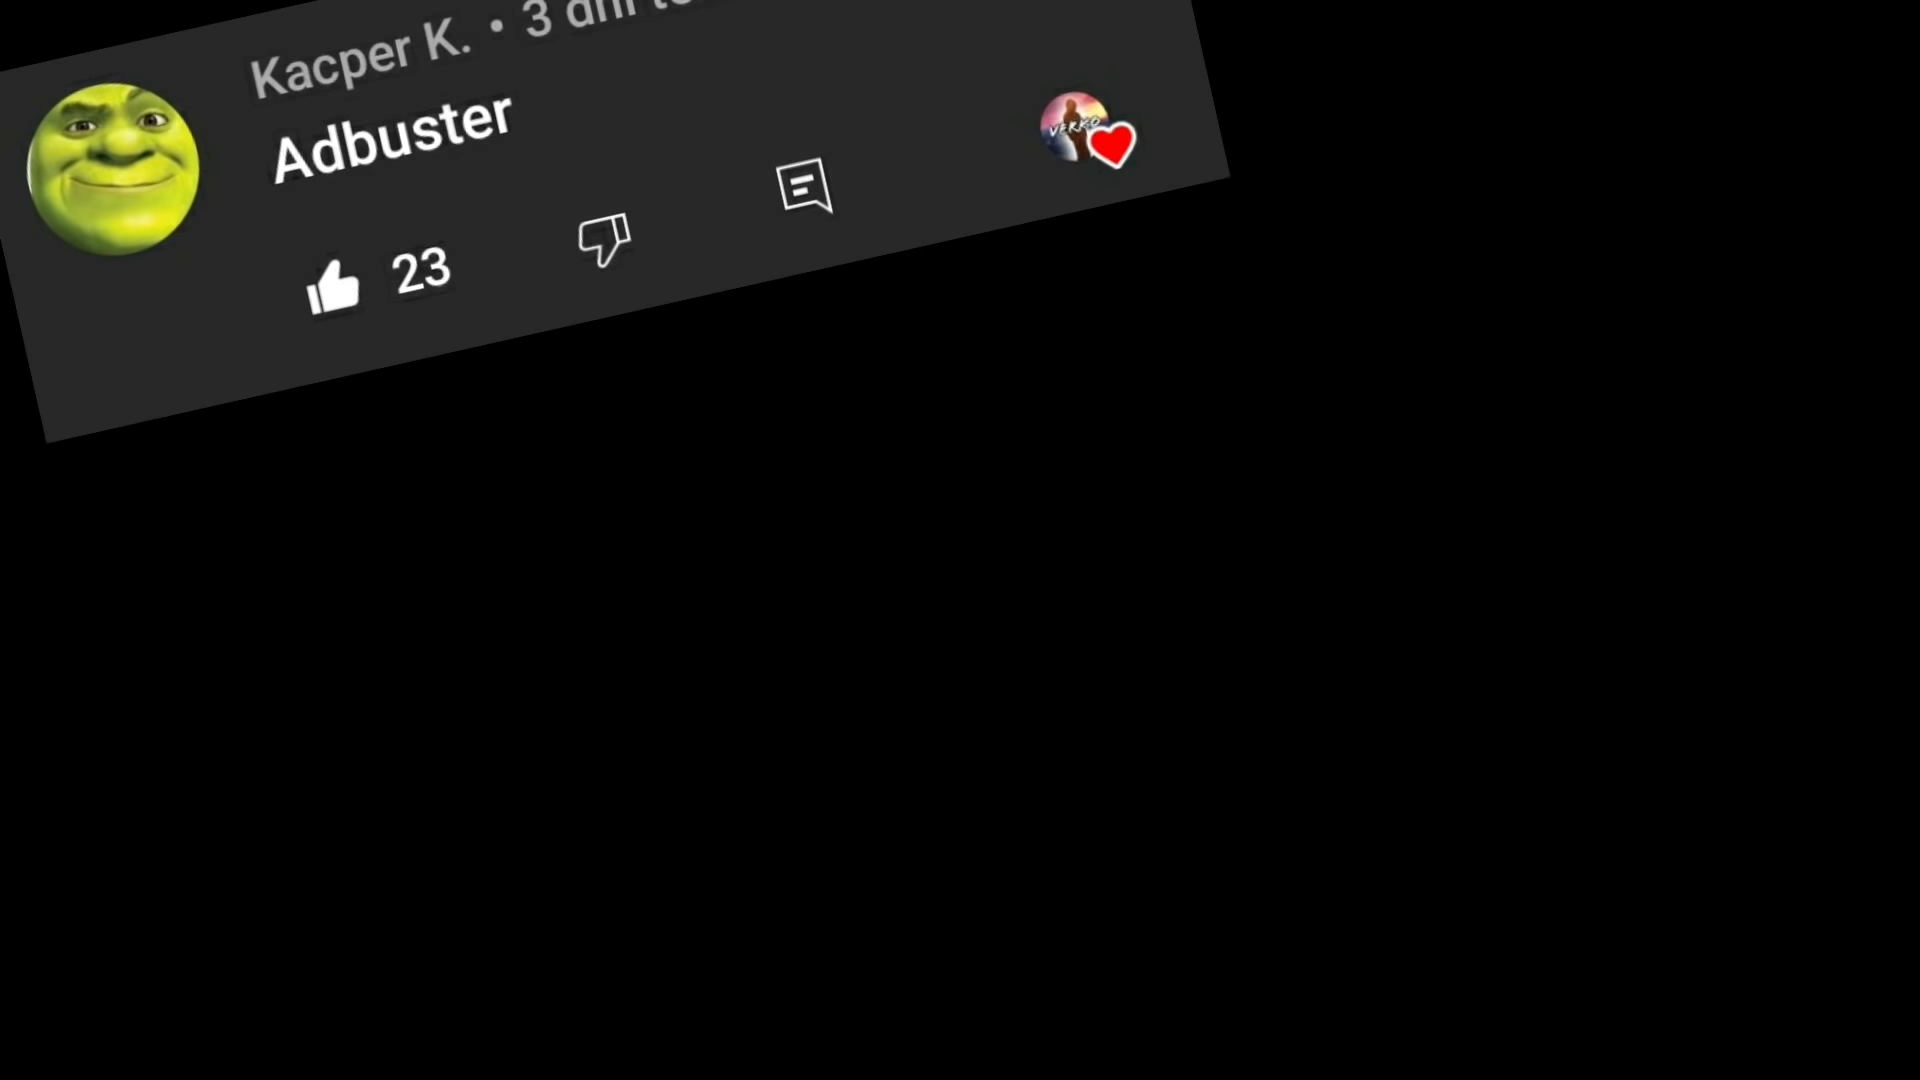 Kacper K. • 3 dni
Adbuster
23
VERKO